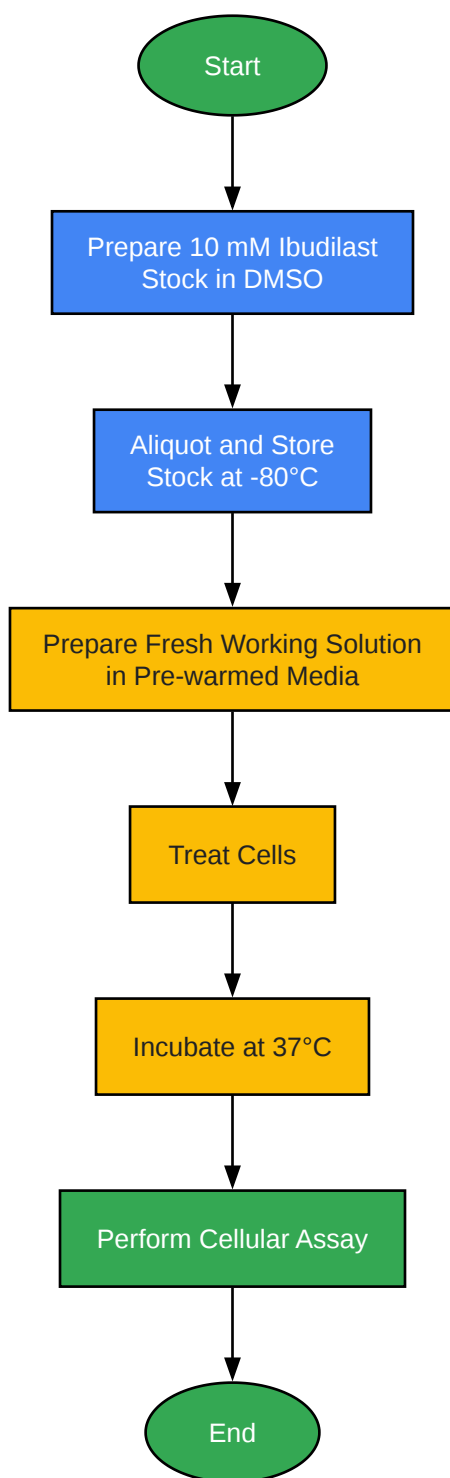 Start
Prepare 10 mM Ibudilast
Stock in DMSO
Aliquot and Store
Stock at -80°C
Prepare Fresh Working Solution
in Pre-warmed Media
Treat Cells
Incubate at 37°C
Perform Cellular Assay
End